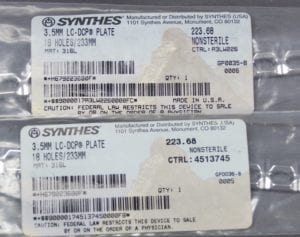 SYNTHES®
Manufactured or Distributed by SYNTHES (USA)
1101 Synthes Avenue, Monument, CO 80132
3.5MM LC-DCP® PLATE
18 HOLES/233MM
223.68
NONSTERILE
MAT: 316L
QTY: 1
GP0035-B
0005
MADE IN U.S.A.
CAUTION: FEDERAL LAW RESTRICTS THIS DEVICE TO SALE
BY OR ON THE ORDER OF A PHYSICIAN.
SYNTHES®
Manufactured or Distributed by SYNTHES (USA)
1101 Synthes Avenue, Monument, CO 80132
3.5MM LC-DCP® PLATE
18 HOLES/233MM
223.68
NONSTERILE
CTRL: 4513745
MAT: 316L
QTY: 1
GP0036-B
0005
CAUTION: FEDERAL LAW RESTRICTS THIS DEVICE TO SALE
BY OR ON THE ORDER OF A PHYSICIAN.